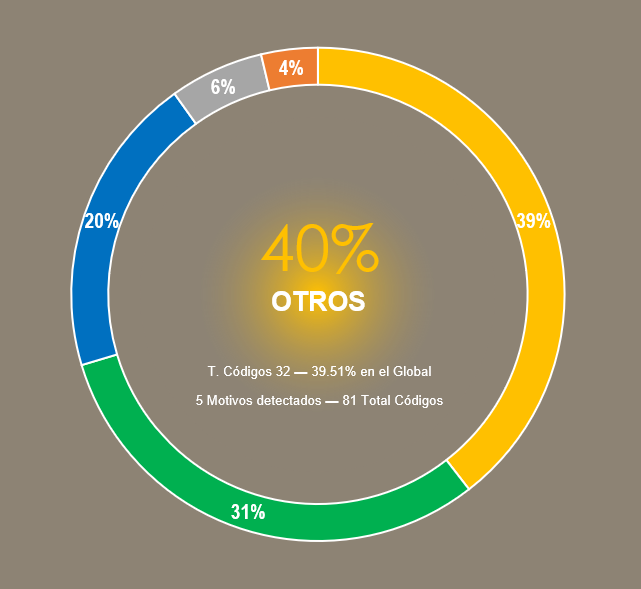 4%
6%
20%
39%
40%
OTROS
T. Códigos 32 — 39.51% en el Global
5 Motivos detectados — 81 Total Códigos
31%